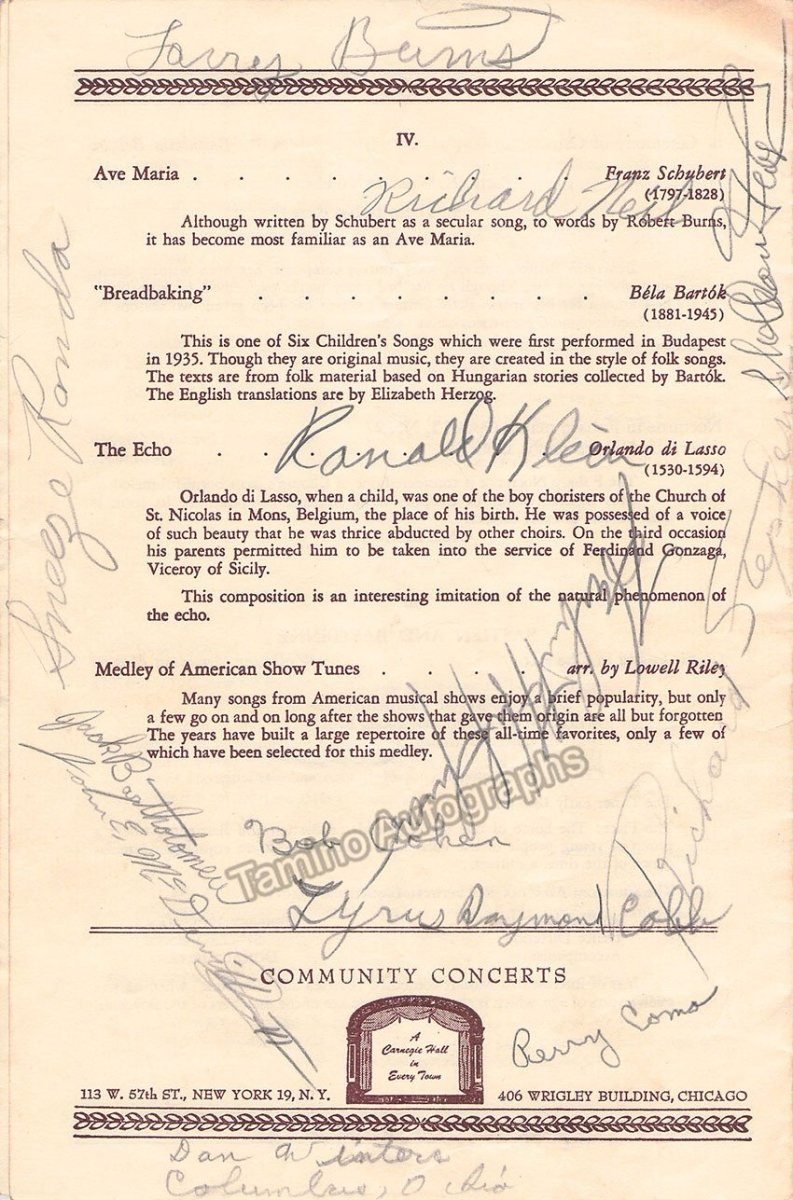 Larry Burns
IV.
Ave Maria . . . . . . . . . . Franz Schubert
(1797-1828)
Richard Neil
Although written by Schubert as a secular song, to words by Robert Burns,
it has become most familiar as an Ave Maria.
"Breadbaking" . . . . . . . . . Béla Bartók
(1881-1945)
This is one of Six Children's Songs which were first performed in Budapest
in 1935. Though they are original music, they are created in the style of folk songs.
The texts are from folk material based on Hungarian stories collected by Bartók.
The English translations are by Elizabeth Herzog.
The Echo . . . . . . . . . . Orlando di Lasso
(1530-1594)
Ronald Klein
Orlando di Lasso, when a child, was one of the boy choristers of the Church of
St. Nicolas in Mons, Belgium, the place of his birth. He was possessed of a voice
of such beauty that he was thrice abducted by other choirs. On the third occasion
his parents permitted him to be taken into the service of Ferdinand Gonzaga,
Viceroy of Sicily.
This composition is an interesting imitation of the natural phenomenon of
the echo.
Medley of American Show Tunes . . . . arr. by Lowell Riley
Many songs from American musical shows enjoy a brief popularity, but only
a few go on and on long after the shows that gave them origin are all but forgotten
The years have built a large repertoire of these all-time favorites, only a few of
which have been selected for this medley.
Sneeze Ronda
Jack Bartholomew
John E. Mc
Richard Stephens
Bob Cohen
Tamino Autographs
Tyrus Raymond Cobb
COMMUNITY CONCERTS
A
Carnegie Hall
in
Every Town
Perry Como
113 W. 57th ST., NEW YORK 19, N. Y.
406 WRIGLEY BUILDING, CHICAGO
Dan Winters
Columbus, Ohio